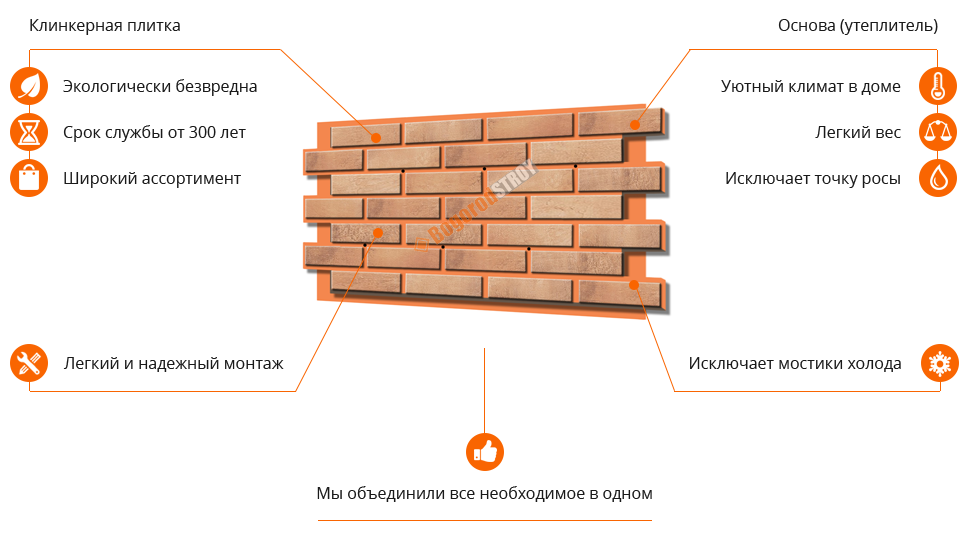 Клинкерная плитка
Основа (утеплитель)
Экологически безвредна
Уютный климат в доме
Срок службы от 300 лет
Легкий вес
Широкий ассортимент
Исключает точку росы
© BogorodSTROY
Легкий и надежный монтаж
Исключает мостики холода
Мы объединили все необходимое в одном